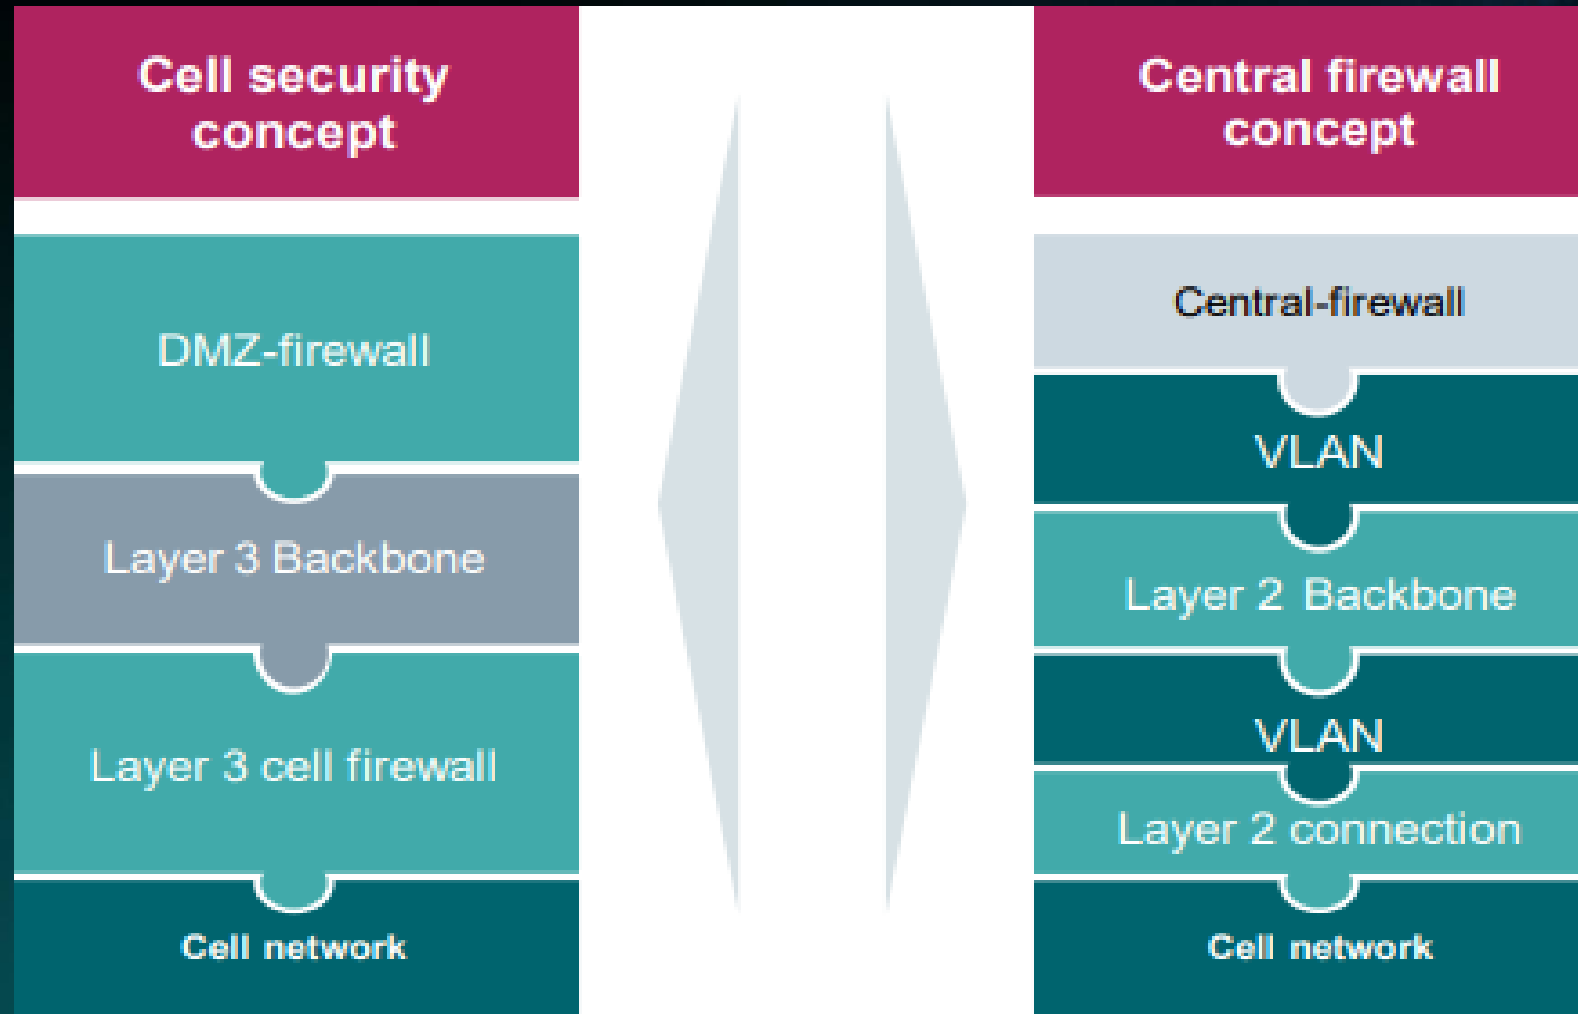 Cell security
concept
DMZ-firewall
Layer 3 Backbone
Layer 3 cell firewall
Cell network
Central firewall
concept
Central-firewall
VLAN
Layer 2 Backbone
VLAN
Layer 2 connection
Cell network